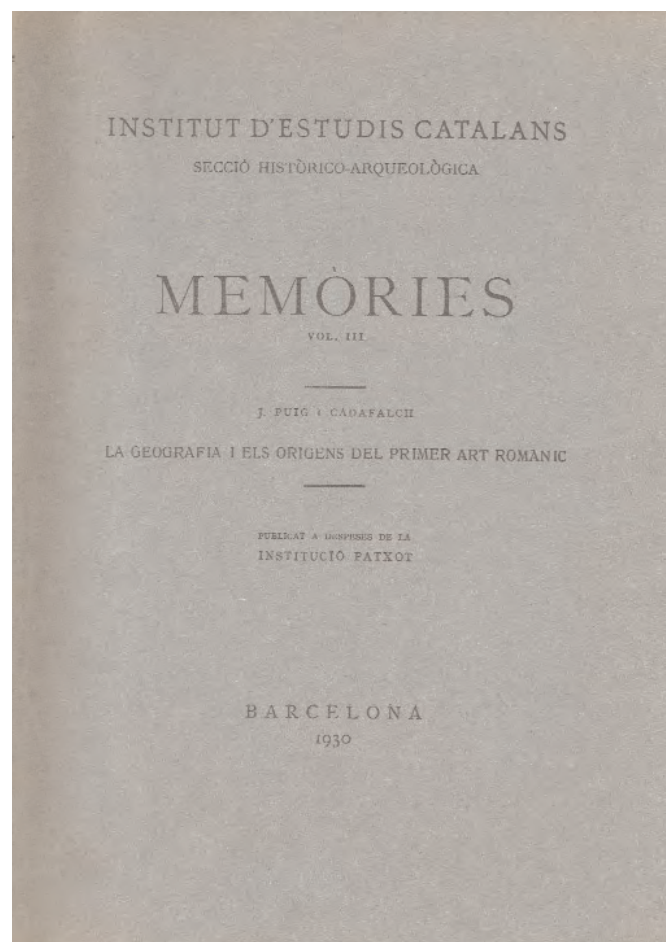 INSTITUT D'ESTUDIS CATALANS
SECCIÓ HISTÒRICO-ARQUEOLÒGICA
MEMÒRIES
VOL. III
J. PUIG I CADAFALCH
LA GEOGRAFIA I ELS ORIGENS DEL PRIMER ART ROMÀNIC
PUBLICAT A DESPESES DE LA
INSTITUCIÓ PATXOT
BARCELONA
1930